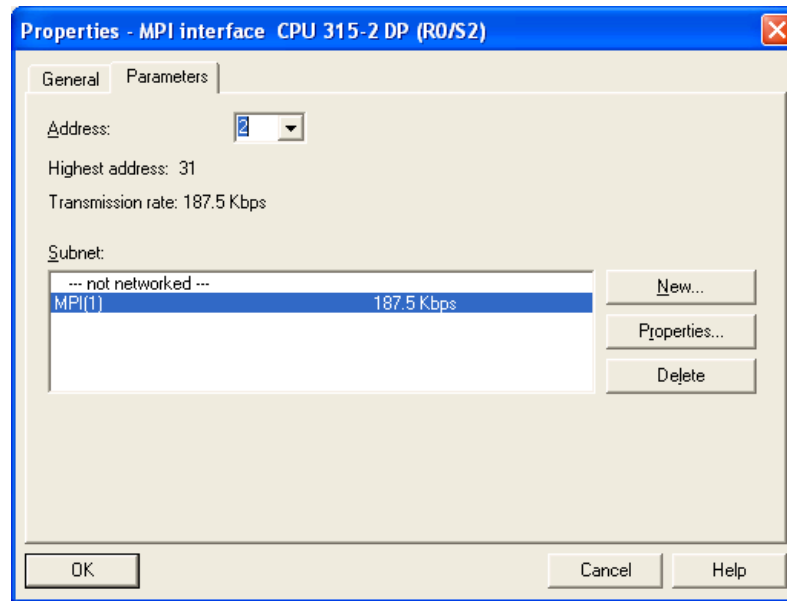 Properties - MPI interface CPU 315-2 DP (R0/S2)
General Parameters
Address: 2
Highest address: 31
Transmission rate: 187.5 Kbps
Subnet:
--- not networked ---
MPI(1) 187.5 Kbps
New...
Properties...
Delete
OK Cancel Help